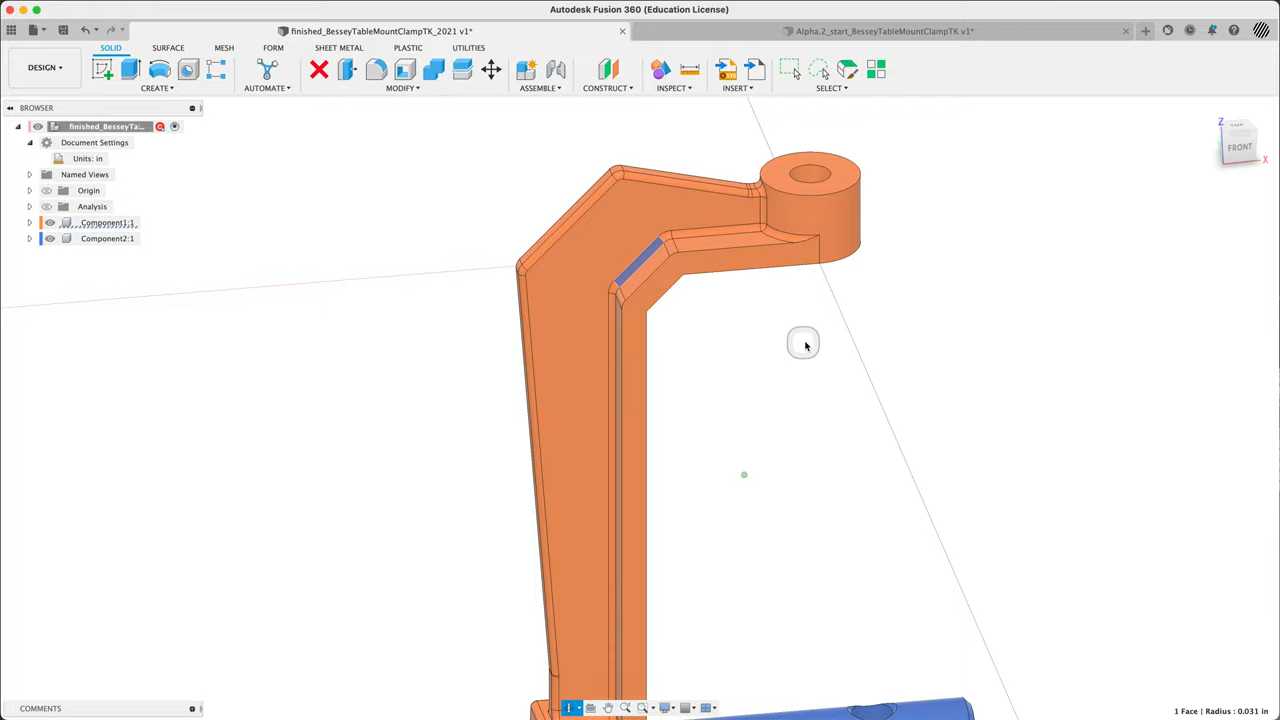 Autodesk Fusion 360 (Education License)
finished_BesseyTableMountClampTK_2021 v1*
Alpha.2_start_BesseyTableMountClampTK v1*
SOLID SURFACE MESH FORM SHEET METAL PLASTIC UTILITIES
DESIGN
CREATE AUTOMATE MODIFY ASSEMBLE CONSTRUCT INSPECT INSERT SELECT
BROWSER
finished_BesseyTa...
Document Settings
Units: in
Named Views
Origin
Analysis
Component1:1
Component2:1
Z
TOP
FRONT
X
COMMENTS
1 Face | Radius : 0.031 in